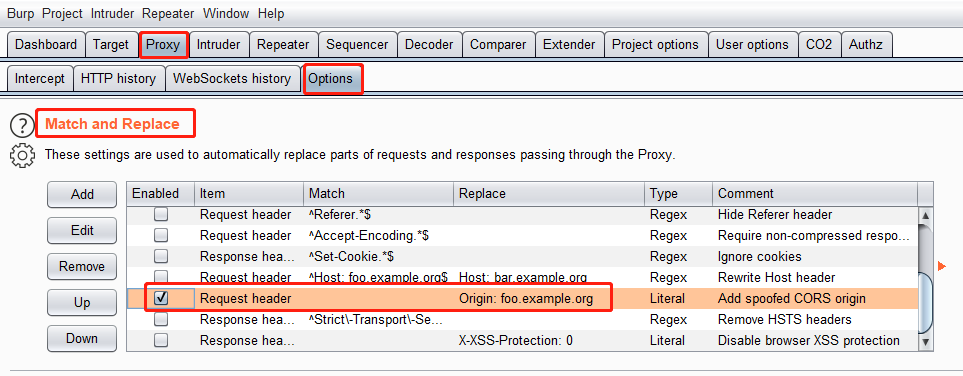 Burp Project Intruder Repeater Window Help
Dashboard Target Proxy Intruder Repeater Sequencer Decoder Comparer Extender Project options User options CO2 Authz
Intercept HTTP history WebSockets history Options
? Match and Replace
These settings are used to automatically replace parts of requests and responses passing through the Proxy.
Add Enabled Item Match Replace Type Comment
Request header ^Referer.*$ Regex Hide Referer header
Edit Request header ^Accept-Encoding.*$ Regex Require non-compressed respo...
Response hea... ^Set-Cookie.*$ Regex Ignore cookies
Remove Request header ^Host: foo.example.org$ Host: bar.example.org Regex Rewrite Host header
Up Request header Origin: foo.example.org Literal Add spoofed CORS origin
Response hea... ^Strict\-Transport\-Se... Regex Remove HSTS headers
Down Response hea... X-XSS-Protection: 0 Literal Disable browser XSS protection